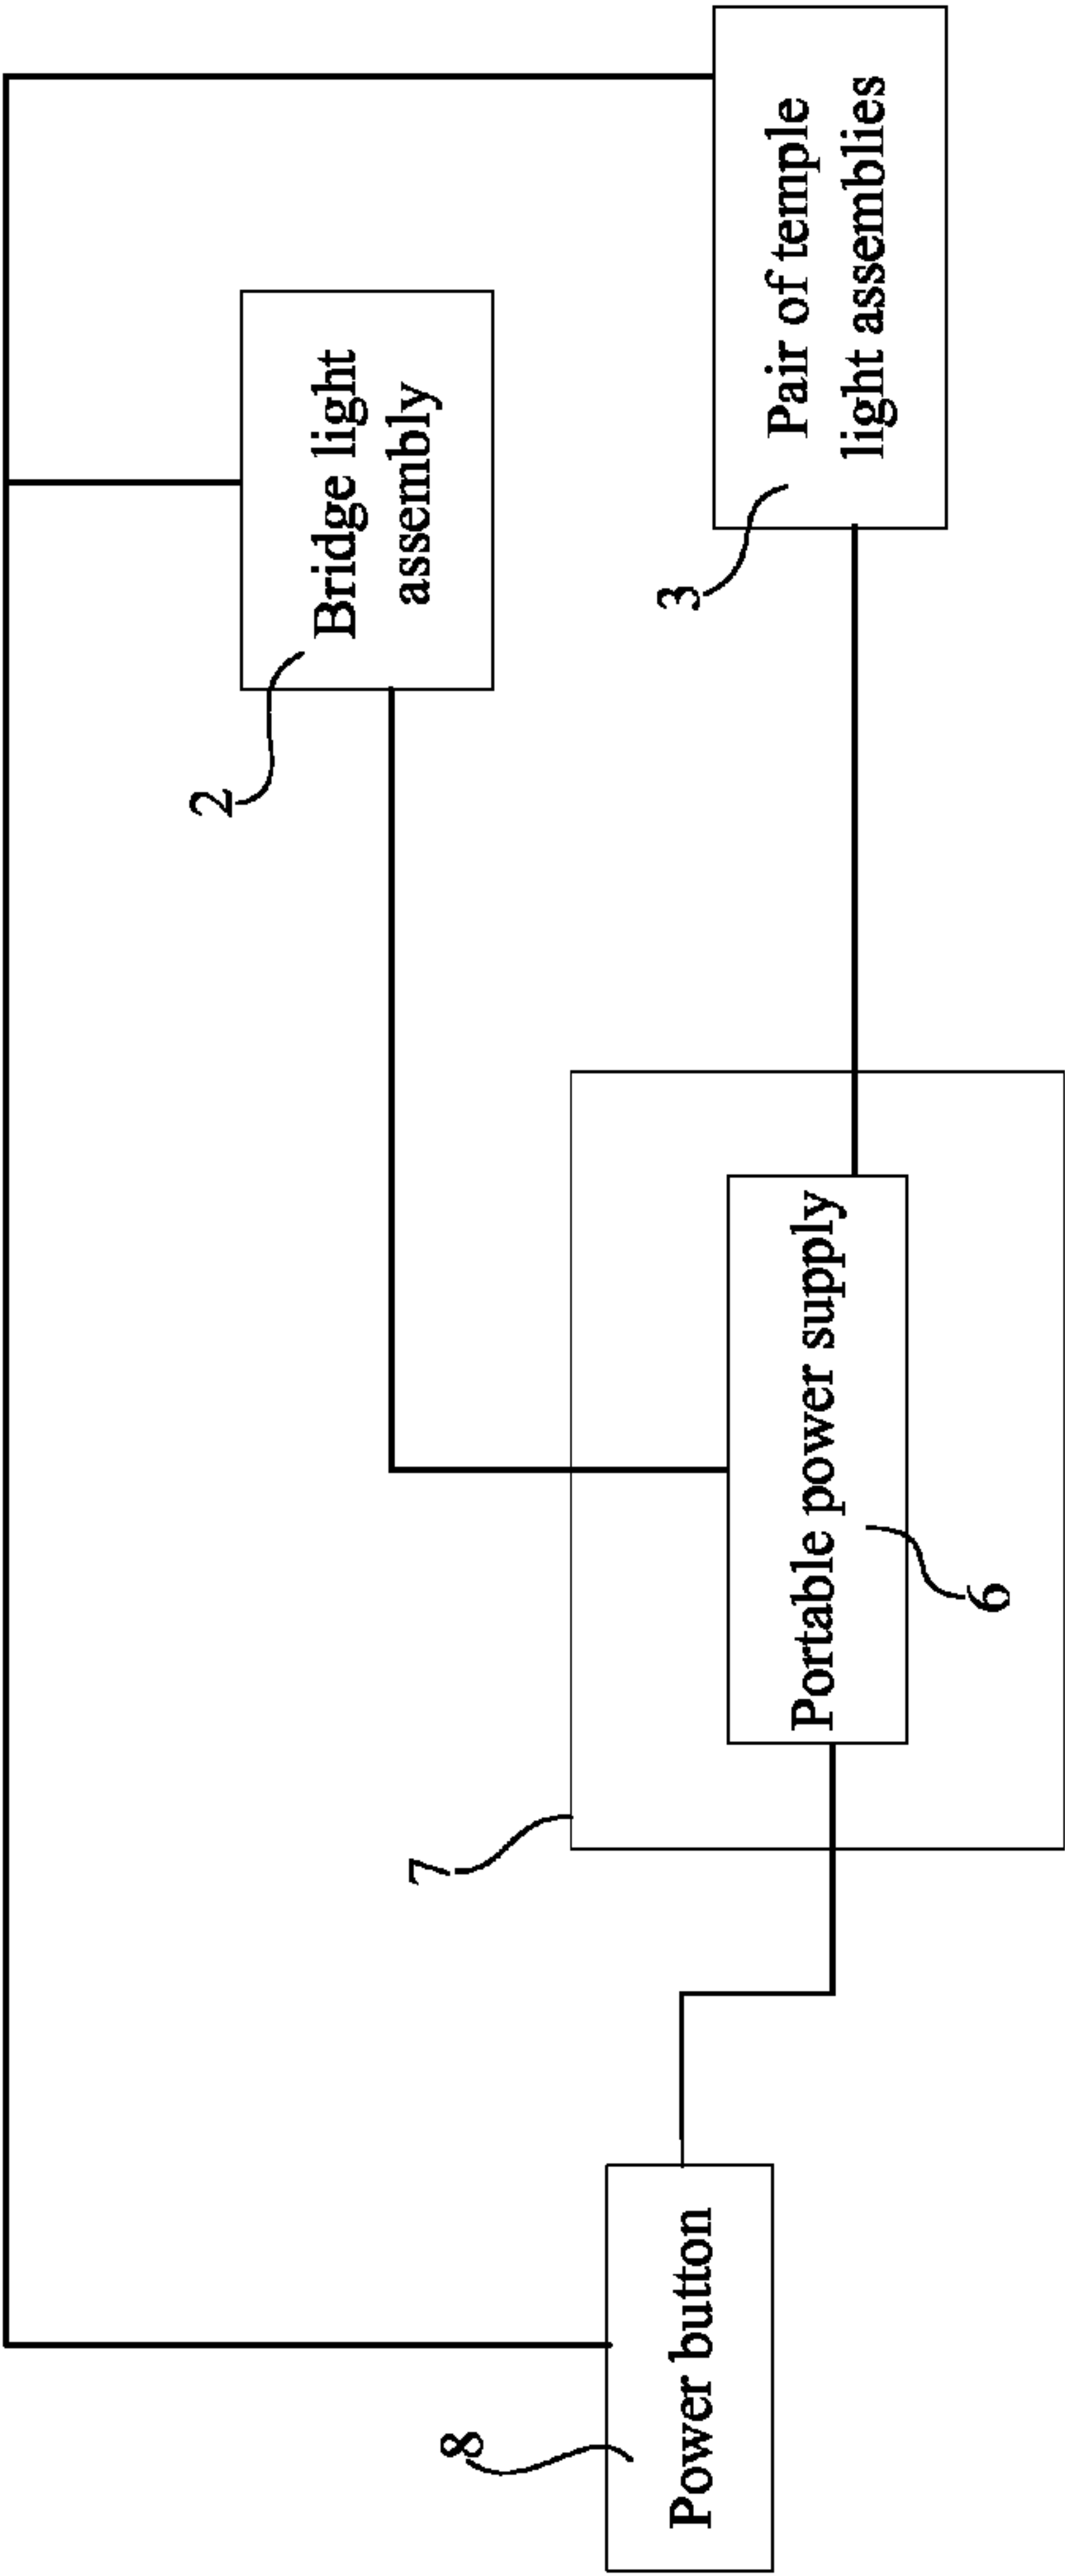 2
Bridge light
assembly
3
Pair of temple
light assemblies
7
Portable power supply
6
8
Power button